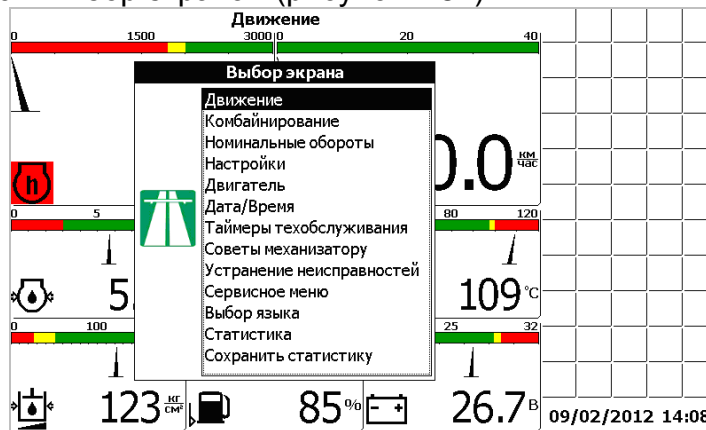 Движение
0 1500 3000 0 20 40
Выбор экрана
Движение
Комбайнирование
Номинальные обороты
Настройки
Двигатель
Дата/Время
Таймеры техобслуживания
Советы механизатору
Устранение неисправностей
Сервисное меню
Выбор языка
Статистика
Сохранить статистику
0.0 км/час
h
0 5 80 120
5. 109 °C
0 100 25 32
123 кг/см² 85 % 26.7 В
09/02/2012 14:08